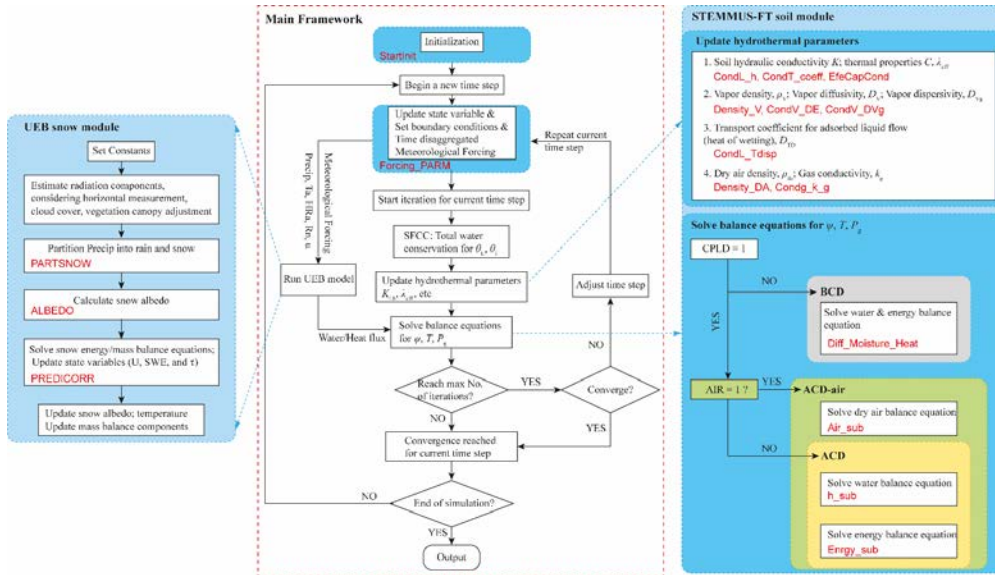 UEB snow module
Set Constants
Estimate radiation components,
considering horizontal measurement,
cloud cover, vegetation canopy adjustment
Partition Precip into rain and snow
PARTSNOW
Calculate snow albedo
ALBEDO
Solve snow energy/mass balance equations;
Update state variables (U, SWE, and τ)
PREDICORR
Update snow albedo; temperature
Update mass balance components
Main Framework
Initialization
StartInit
Begin a new time step
Update state variable &
Set boundary conditions &
Time disaggregated
Meteorological Forcing
Forcing_PARM
Repeat current
time step
Meteorological Forcing
Precip, Ta, HRa, Rn, u
Start iteration for current time step
SFCC: Total water
conservation for θL, θi
Run UEB model
Update hydrothermal parameters
, λeff, etc
Adjust time step
Water/Heat flux
Solve balance equations
for ψ, T, Pg
NO
Reach max No.
of iterations?
YES
Converge?
NO
YES
Convergence reached
for current time step
NO
End of simulation?
YES
Output
STEMMUS-FT soil module
Update hydrothermal parameters
1. Soil hydraulic conductivity K; thermal properties C, λeff
CondL_h, CondT_coeff, EfeCapCond
2. Vapor density, ρv; Vapor diffusivity, Dv; Vapor dispersivity, DVg
Density_V, CondV_DE, CondV_DVg
3. Transport coefficient for adsorbed liquid flow
(heat of wetting), DTD
CondL_Tdisp
4. Dry air density, ρda; Gas conductivity, kg
Density_DA, Condg_k_g
Solve balance equations for ψ, T, Pg
CPLD = 1
NO
BCD
Solve water & energy balance
equation
Diff_Moisture_Heat
YES
AIR = 1 ?
YES
ACD-air
Solve dry air balance equation
Air_sub
NO
ACD
Solve water balance equation
h_sub
Solve energy balance equation
Enrgy_sub